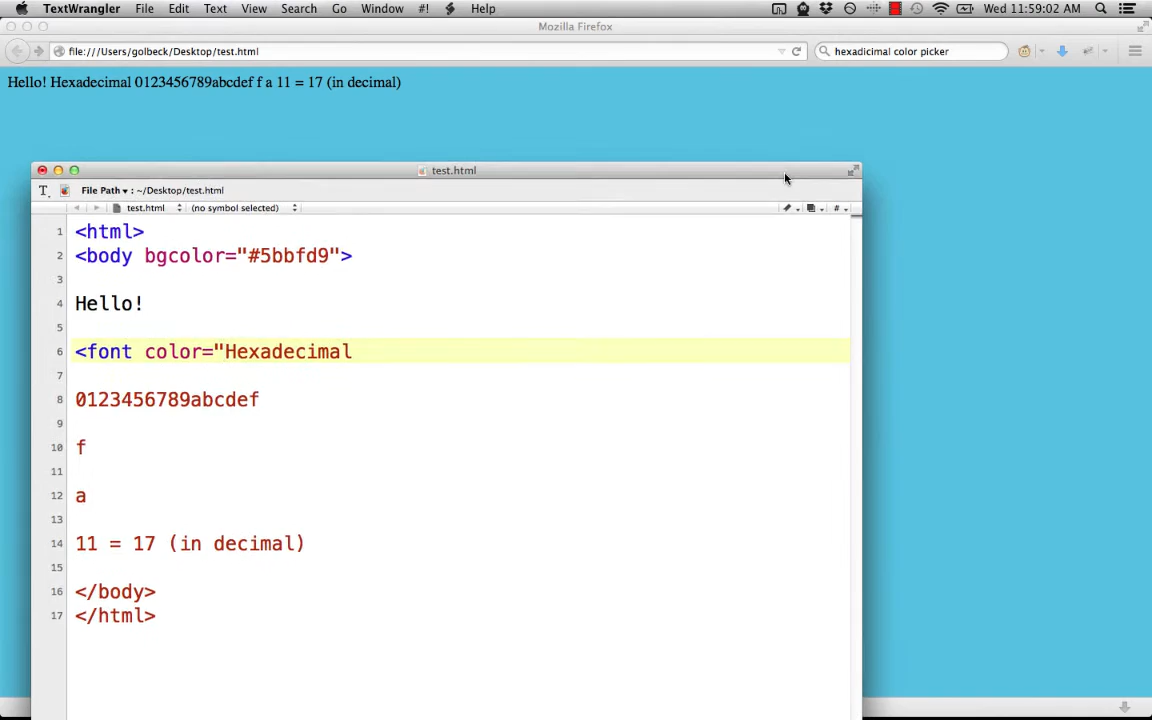 TextWrangler File Edit Text View Search Go Window #! Help Wed 11:59:02 AM
Mozilla Firefox
file:///Users/golbeck/Desktop/test.html hexadicimal color picker
Hello! Hexadecimal 0123456789abcdef f a 11 = 17 (in decimal)
test.html
T. File Path ▾ : ~/Desktop/test.html
test.html (no symbol selected) #
1 <html>
2 <body bgcolor="#5bbfd9">
3
4 Hello!
5
6 <font color="Hexadecimal
7
8 0123456789abcdef
9
10 f
11
12 a
13
14 11 = 17 (in decimal)
15
16 </body>
17 </html>